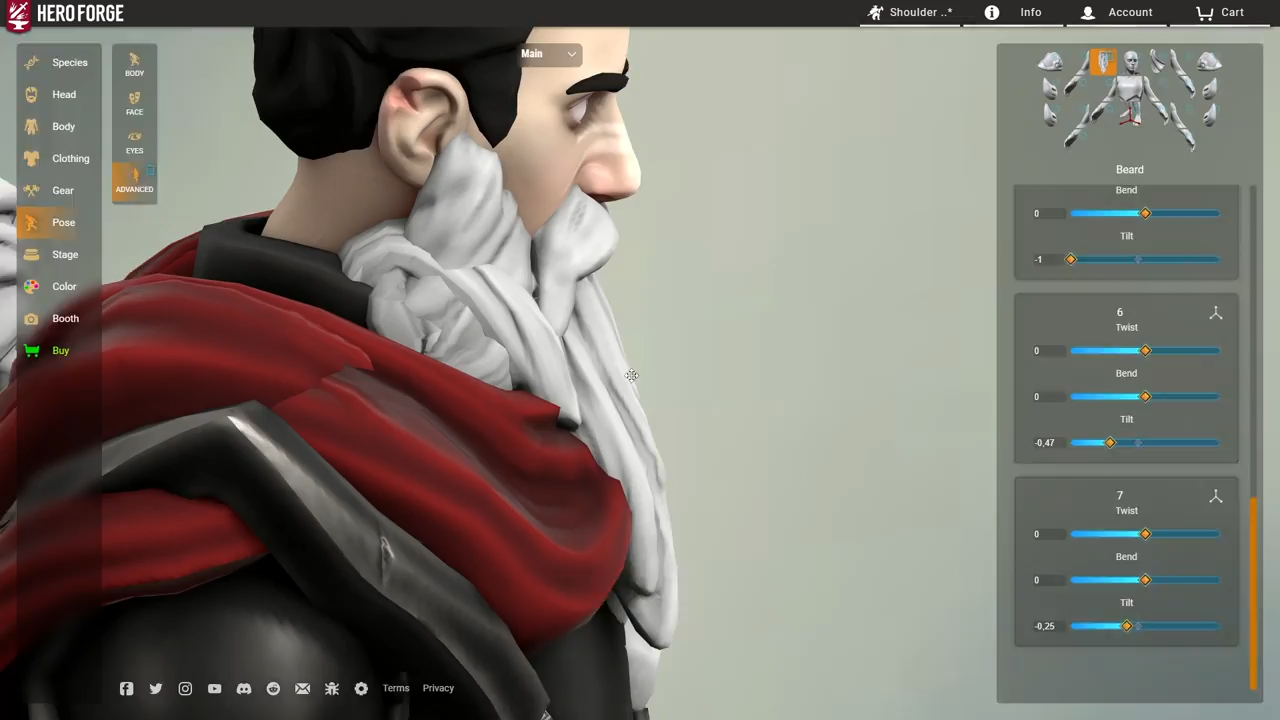 HERO FORGE
Shoulder ..*
Info
Account
Cart
Main
Species
Head
Body
Clothing
Gear
Pose
Stage
Color
Booth
Buy
BODY
FACE
EYES
ADVANCED
Beard
Bend
0
Tilt
-1
6
Twist
0
Bend
0
Tilt
-0,47
7
Twist
0
Bend
0
Tilt
-0,25
Terms
Privacy